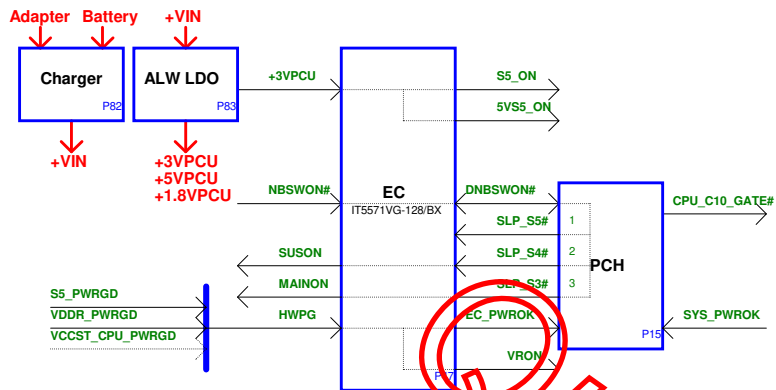 Adapter Battery +VIN
Charger
P82
ALW LDO
P83
+VIN
+3VPCU
+5VPCU
+1.8VPCU
+3VPCU
S5_ON
5VS5_ON
NBSWON#
EC
IT5571VG-128/BX
DNBSWON#
SLP_S5#
1
SLP_S4#
2
SLP_S3#
3
PCH
P15
CPU_C10_GATE#
SUSON
MAINON
HWPG
EC_PWROK
VRON
SYS_PWROK
S5_PWRGD
VDDR_PWRGD
VCCST_CPU_PWRGD